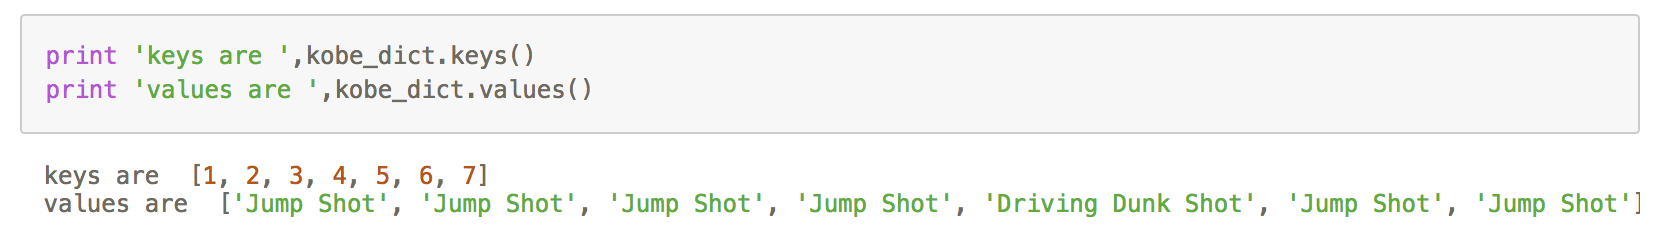 print 'keys are ',kobe_dict.keys()
print 'values are ',kobe_dict.values()
keys are  [1, 2, 3, 4, 5, 6, 7]
values are  ['Jump Shot', 'Jump Shot', 'Jump Shot', 'Jump Shot', 'Driving Dunk Shot', 'Jump Shot', 'Jump Shot']